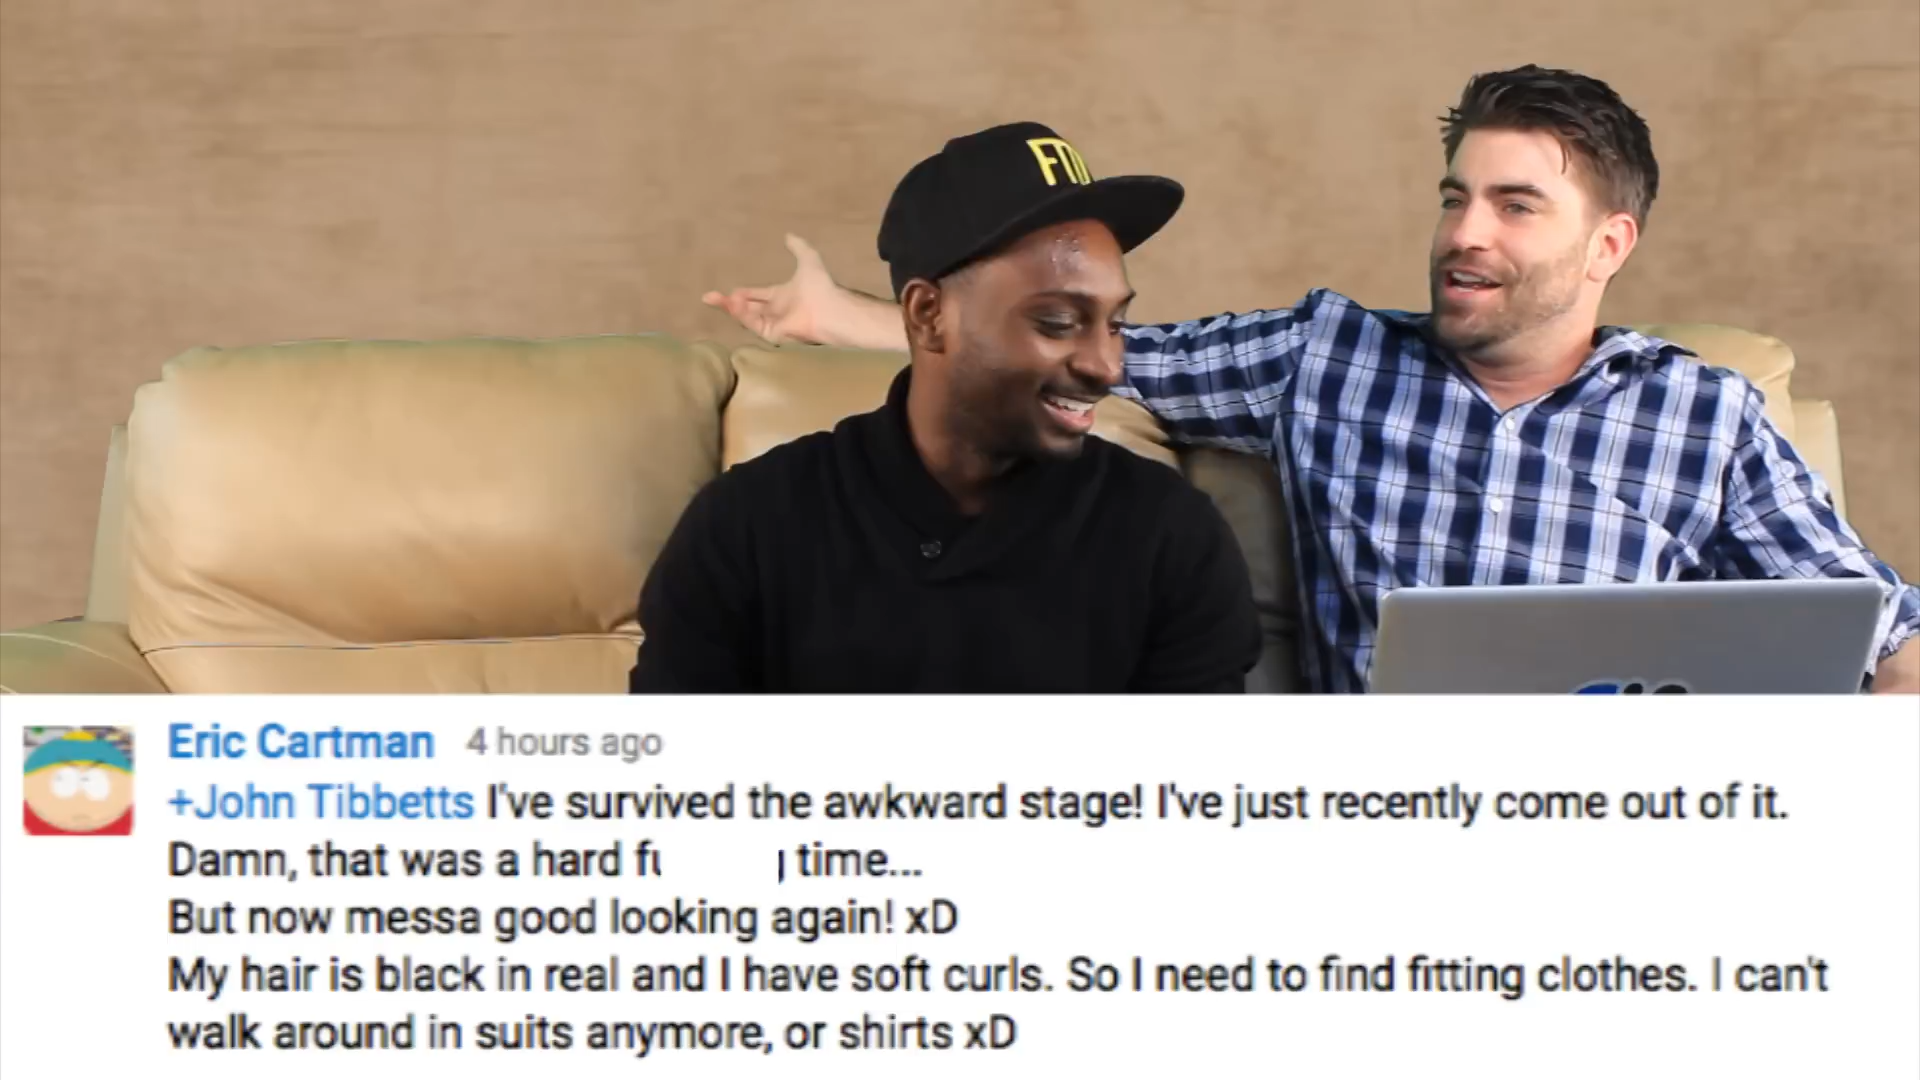 FTD
Eric Cartman 4 hours ago
+John Tibbetts I've survived the awkward stage! I've just recently come out of it.
Damn, that was a hard fu g time...
But now messa good looking again! xD
My hair is black in real and I have soft curls. So I need to find fitting clothes. I can't
walk around in suits anymore, or shirts xD